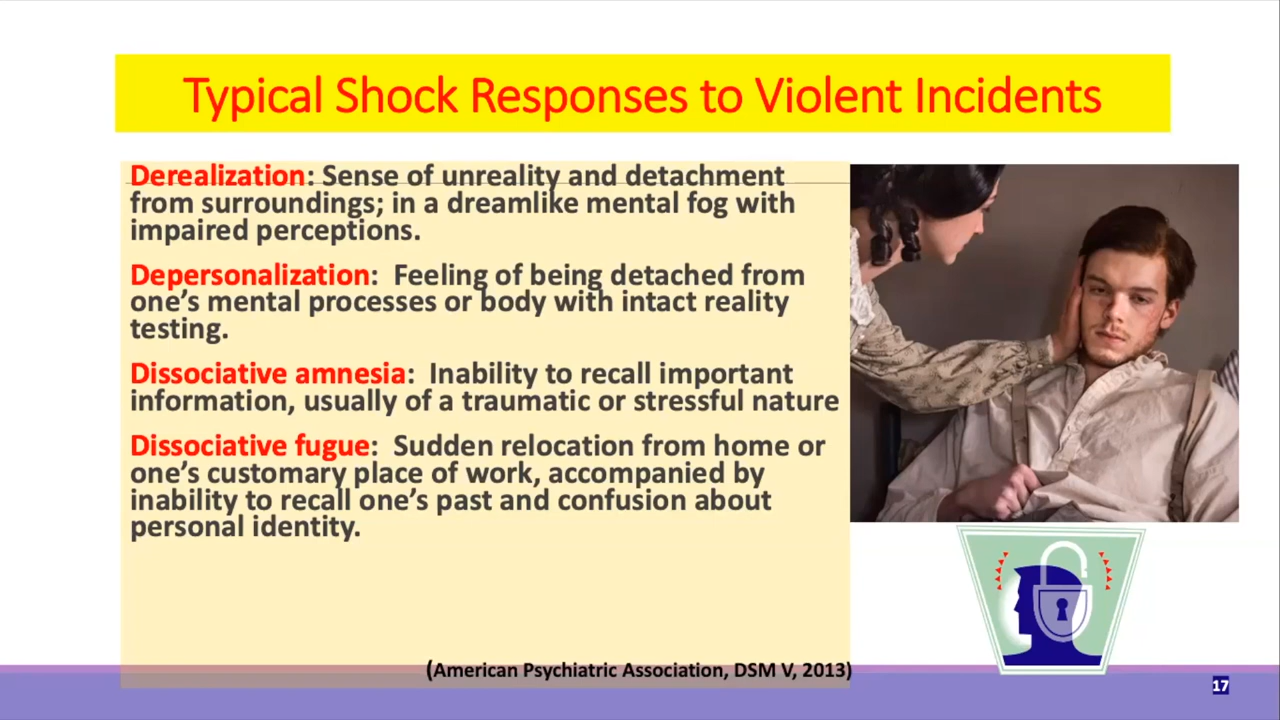 Typical Shock Responses to Violent Incidents
Derealization: Sense of unreality and detachment
from surroundings; in a dreamlike mental fog with
impaired perceptions.
Depersonalization:  Feeling of being detached from
one’s mental processes or body with intact reality
testing.
Dissociative amnesia:  Inability to recall important
information, usually of a traumatic or stressful nature
Dissociative fugue:  Sudden relocation from home or
one’s customary place of work, accompanied by
inability to recall one’s past and confusion about
personal identity.
(American Psychiatric Association, DSM V, 2013)
17